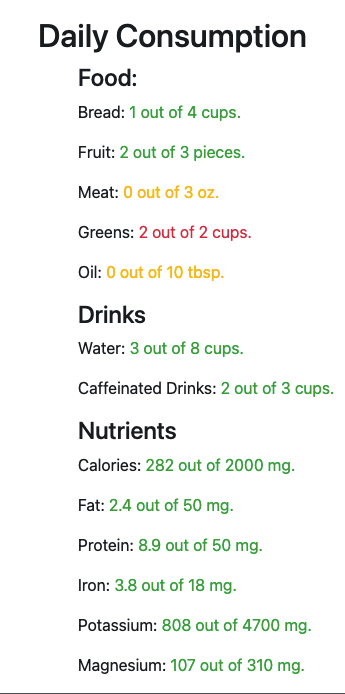 Daily Consumption
Food:
Bread: 1 out of 4 cups.
Fruit: 2 out of 3 pieces.
Meat: 0 out of 3 oz.
Greens: 2 out of 2 cups.
Oil: 0 out of 10 tbsp.
Drinks
Water: 3 out of 8 cups.
Caffeinated Drinks: 2 out of 3 cups.
Nutrients
Calories: 282 out of 2000 mg.
Fat: 2.4 out of 50 mg.
Protein: 8.9 out of 50 mg.
Iron: 3.8 out of 18 mg.
Potassium: 808 out of 4700 mg.
Magnesium: 107 out of 310 mg.